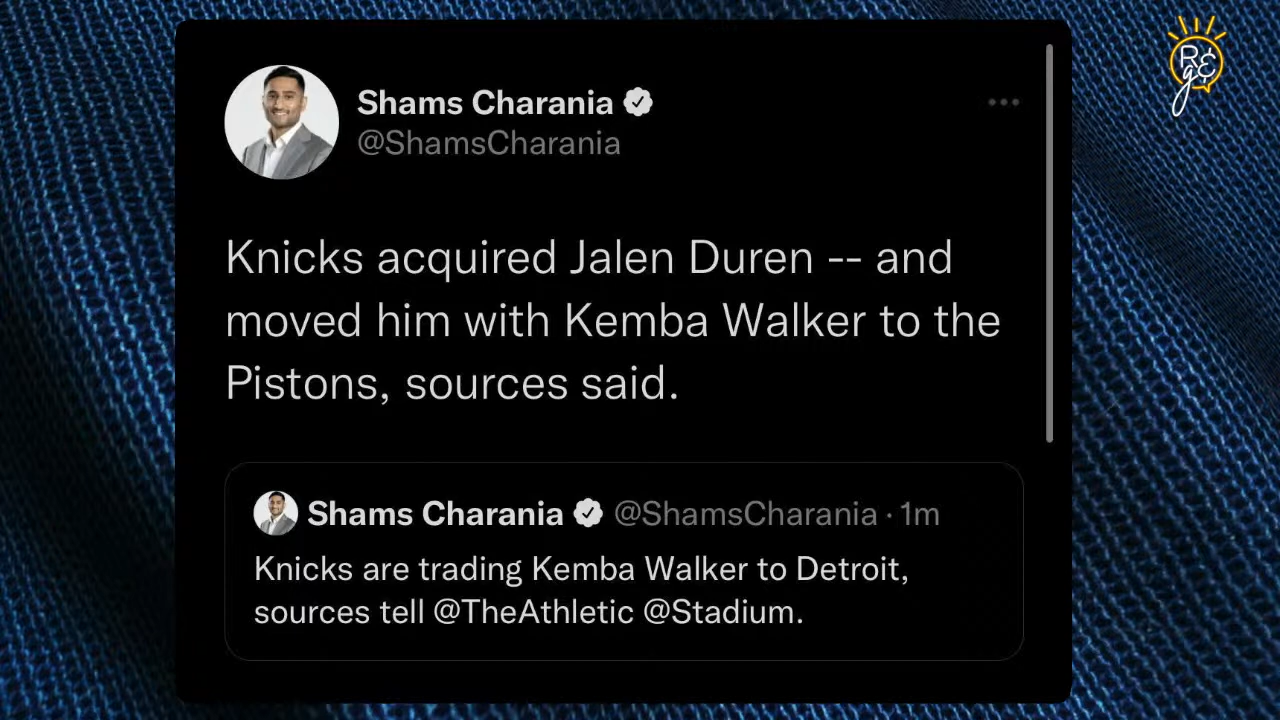 Shams Charania
@ShamsCharania
Knicks acquired Jalen Duren -- and
moved him with Kemba Walker to the
Pistons, sources said.
Shams Charania @ShamsCharania · 1m
Knicks are trading Kemba Walker to Detroit,
sources tell @TheAthletic @Stadium.